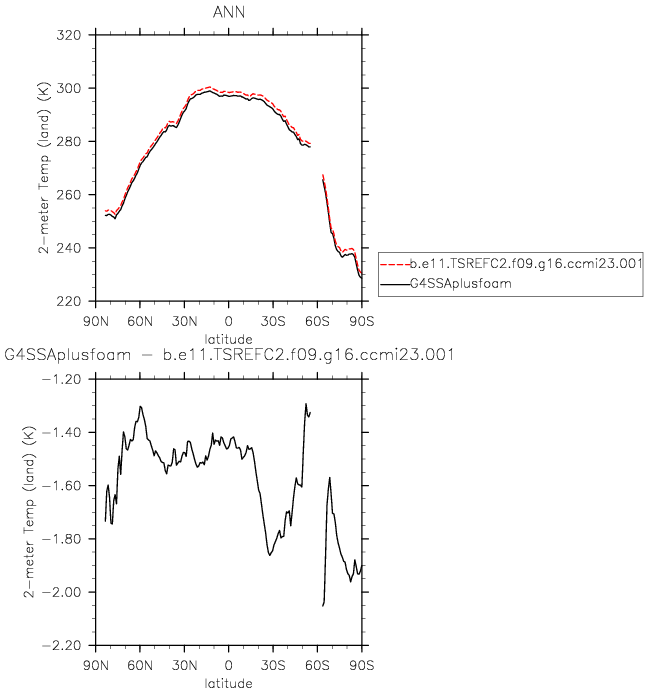 ANN
320
300
280
260
240
220
2-meter Temp (land) (K)
90N 60N 30N 0 30S 60S 90S
latitude
b.e11.TSREFC2.f09.g16.ccmi23.001
G4SSAplusfoam
G4SSAplusfoam - b.e11.TSREFC2.f09.g16.ccmi23.001
-1.20
-1.40
-1.60
-1.80
-2.00
-2.20
2-meter Temp (land) (K)
90N 60N 30N 0 30S 60S 90S
latitude